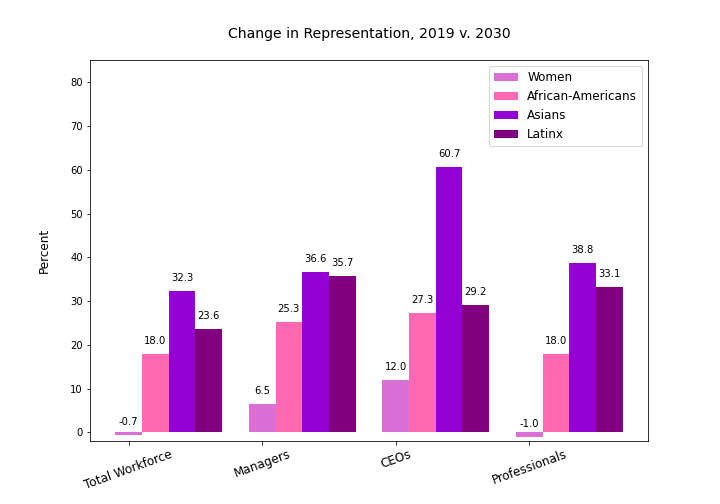 Change in Representation, 2019 v. 2030
Women
African-Americans
Asians
Latinx
Percent
80
70
60
50
40
30
20
10
0
-0.7
18.0
32.3
23.6
6.5
25.3
36.6
35.7
12.0
27.3
60.7
29.2
-1.0
18.0
38.8
33.1
Total Workforce
Managers
CEOs
Professionals